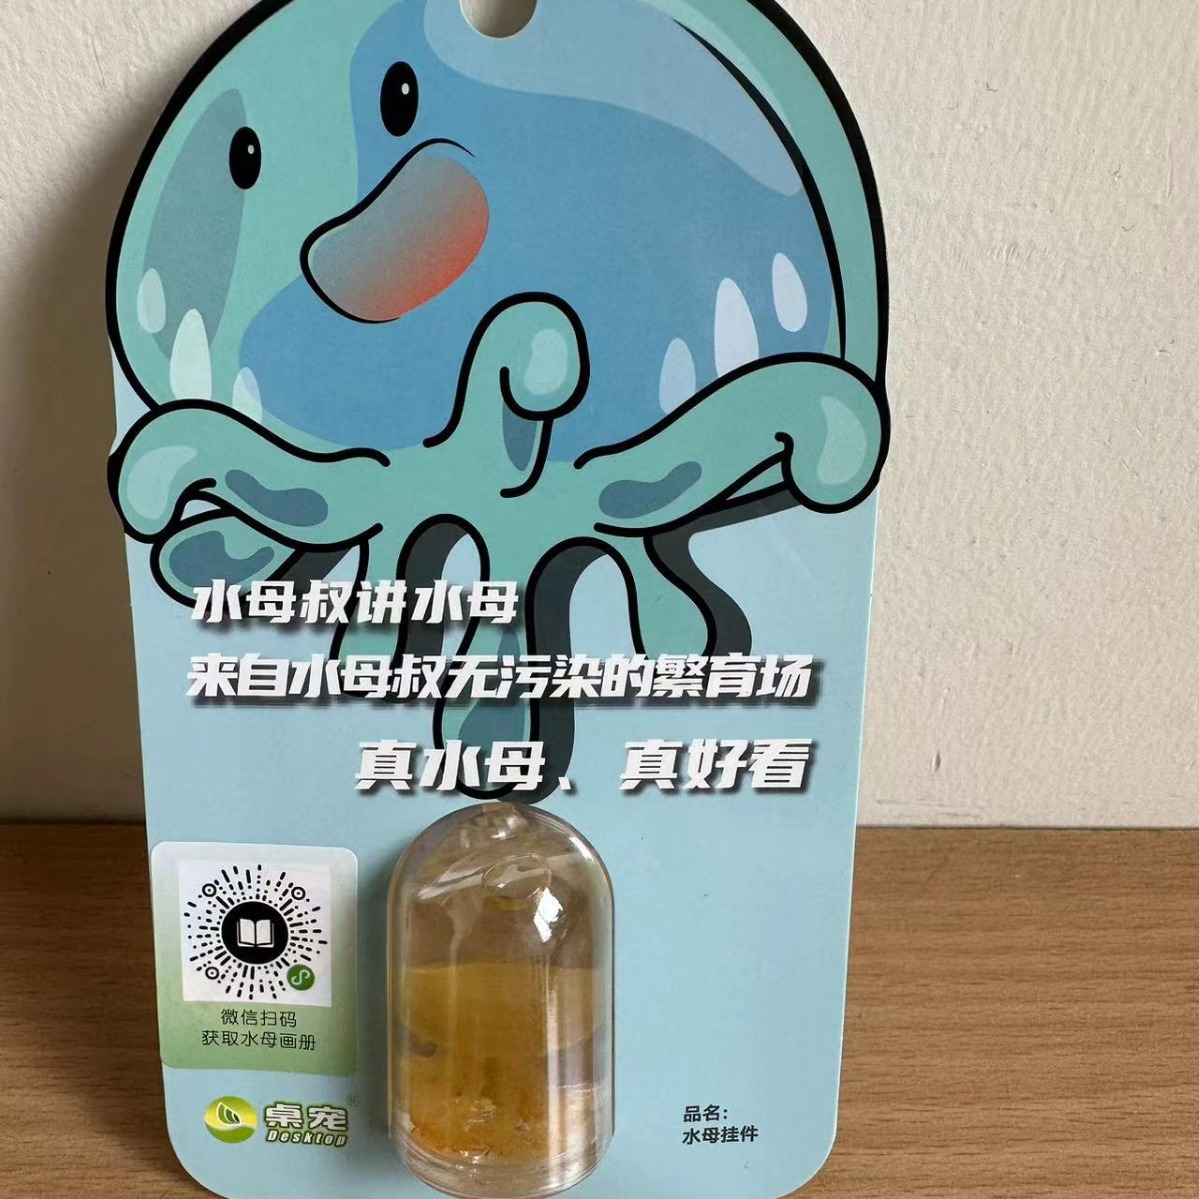 水母叔讲水母
来自水母叔无污染的繁育场
真水母、真好看
微信扫码
获取水母画册
桌宠®
Desktop
品名:
水母挂件